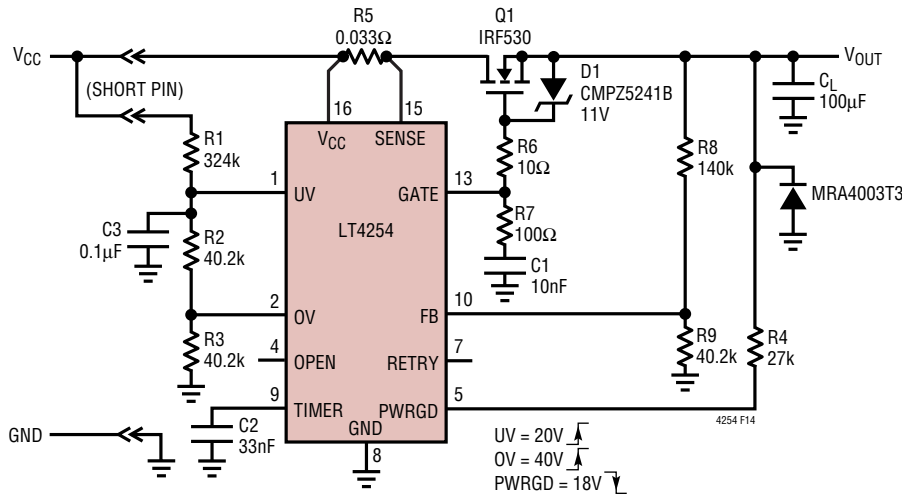 R5
0.033Ω
Q1
IRF530
VCC
VOUT
(SHORT PIN)
D1
CMPZ5241B
11V
CL
100µF
16
15
VCC
SENSE
R1
324k
R6
10Ω
R8
140k
1
UV
13
GATE
MRA4003T3
LT4254
R7
100Ω
C3
0.1µF
R2
40.2k
C1
10nF
2
OV
10
FB
R3
40.2k
4
OPEN
7
RETRY
R9
40.2k
R4
27k
9
TIMER
5
PWRGD
4254 F14
GND
C2
33nF
GND
8
UV = 20V
OV = 40V
PWRGD = 18V